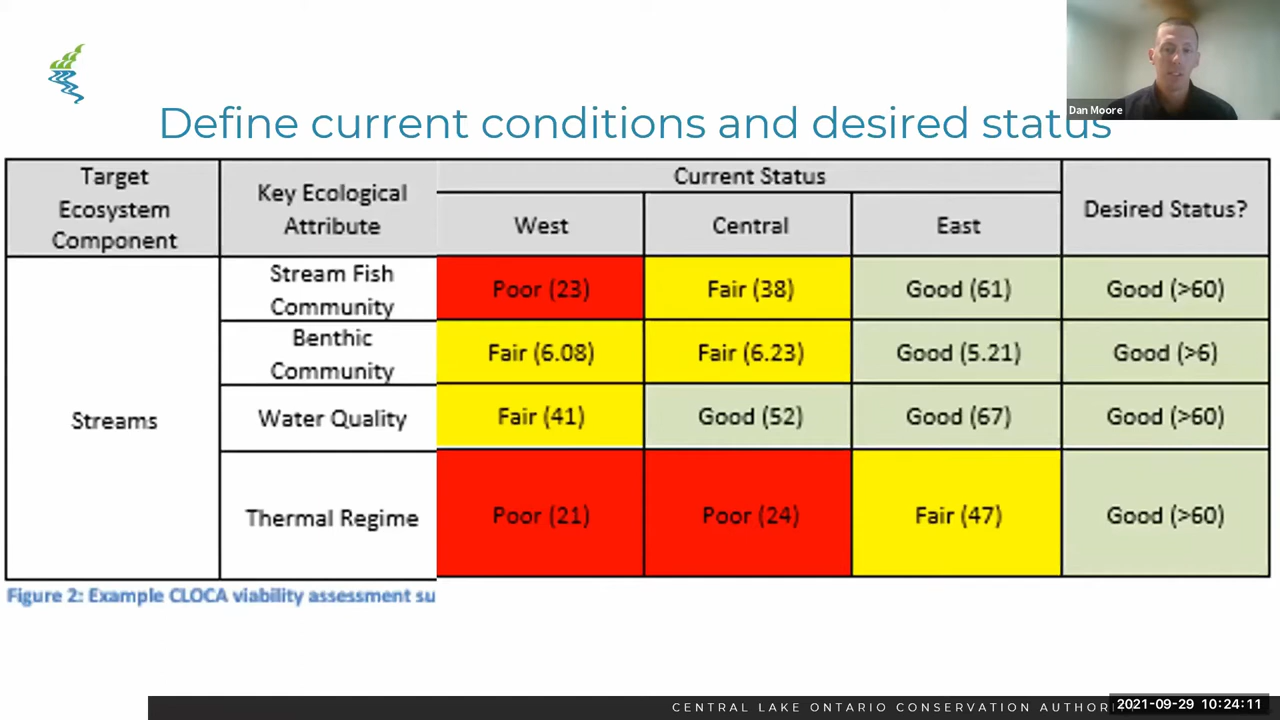 Dan Moore
Define current conditions and desired status
Target
Ecosystem
Component
Key Ecological
Attribute
Current Status
West
Central
East
Desired Status?
Streams
Stream Fish
Community
Poor (23)
Fair (38)
Good (61)
Good (>60)
Benthic
Community
Fair (6.08)
Fair (6.23)
Good (5.21)
Good (>6)
Water Quality
Fair (41)
Good (52)
Good (67)
Good (>60)
Thermal Regime
Poor (21)
Poor (24)
Fair (47)
Good (>60)
Figure 2: Example CLOCA viability assessment su
CENTRAL LAKE ONTARIO CONSERVATION AUTHOR
2021-09-29 10:24:11